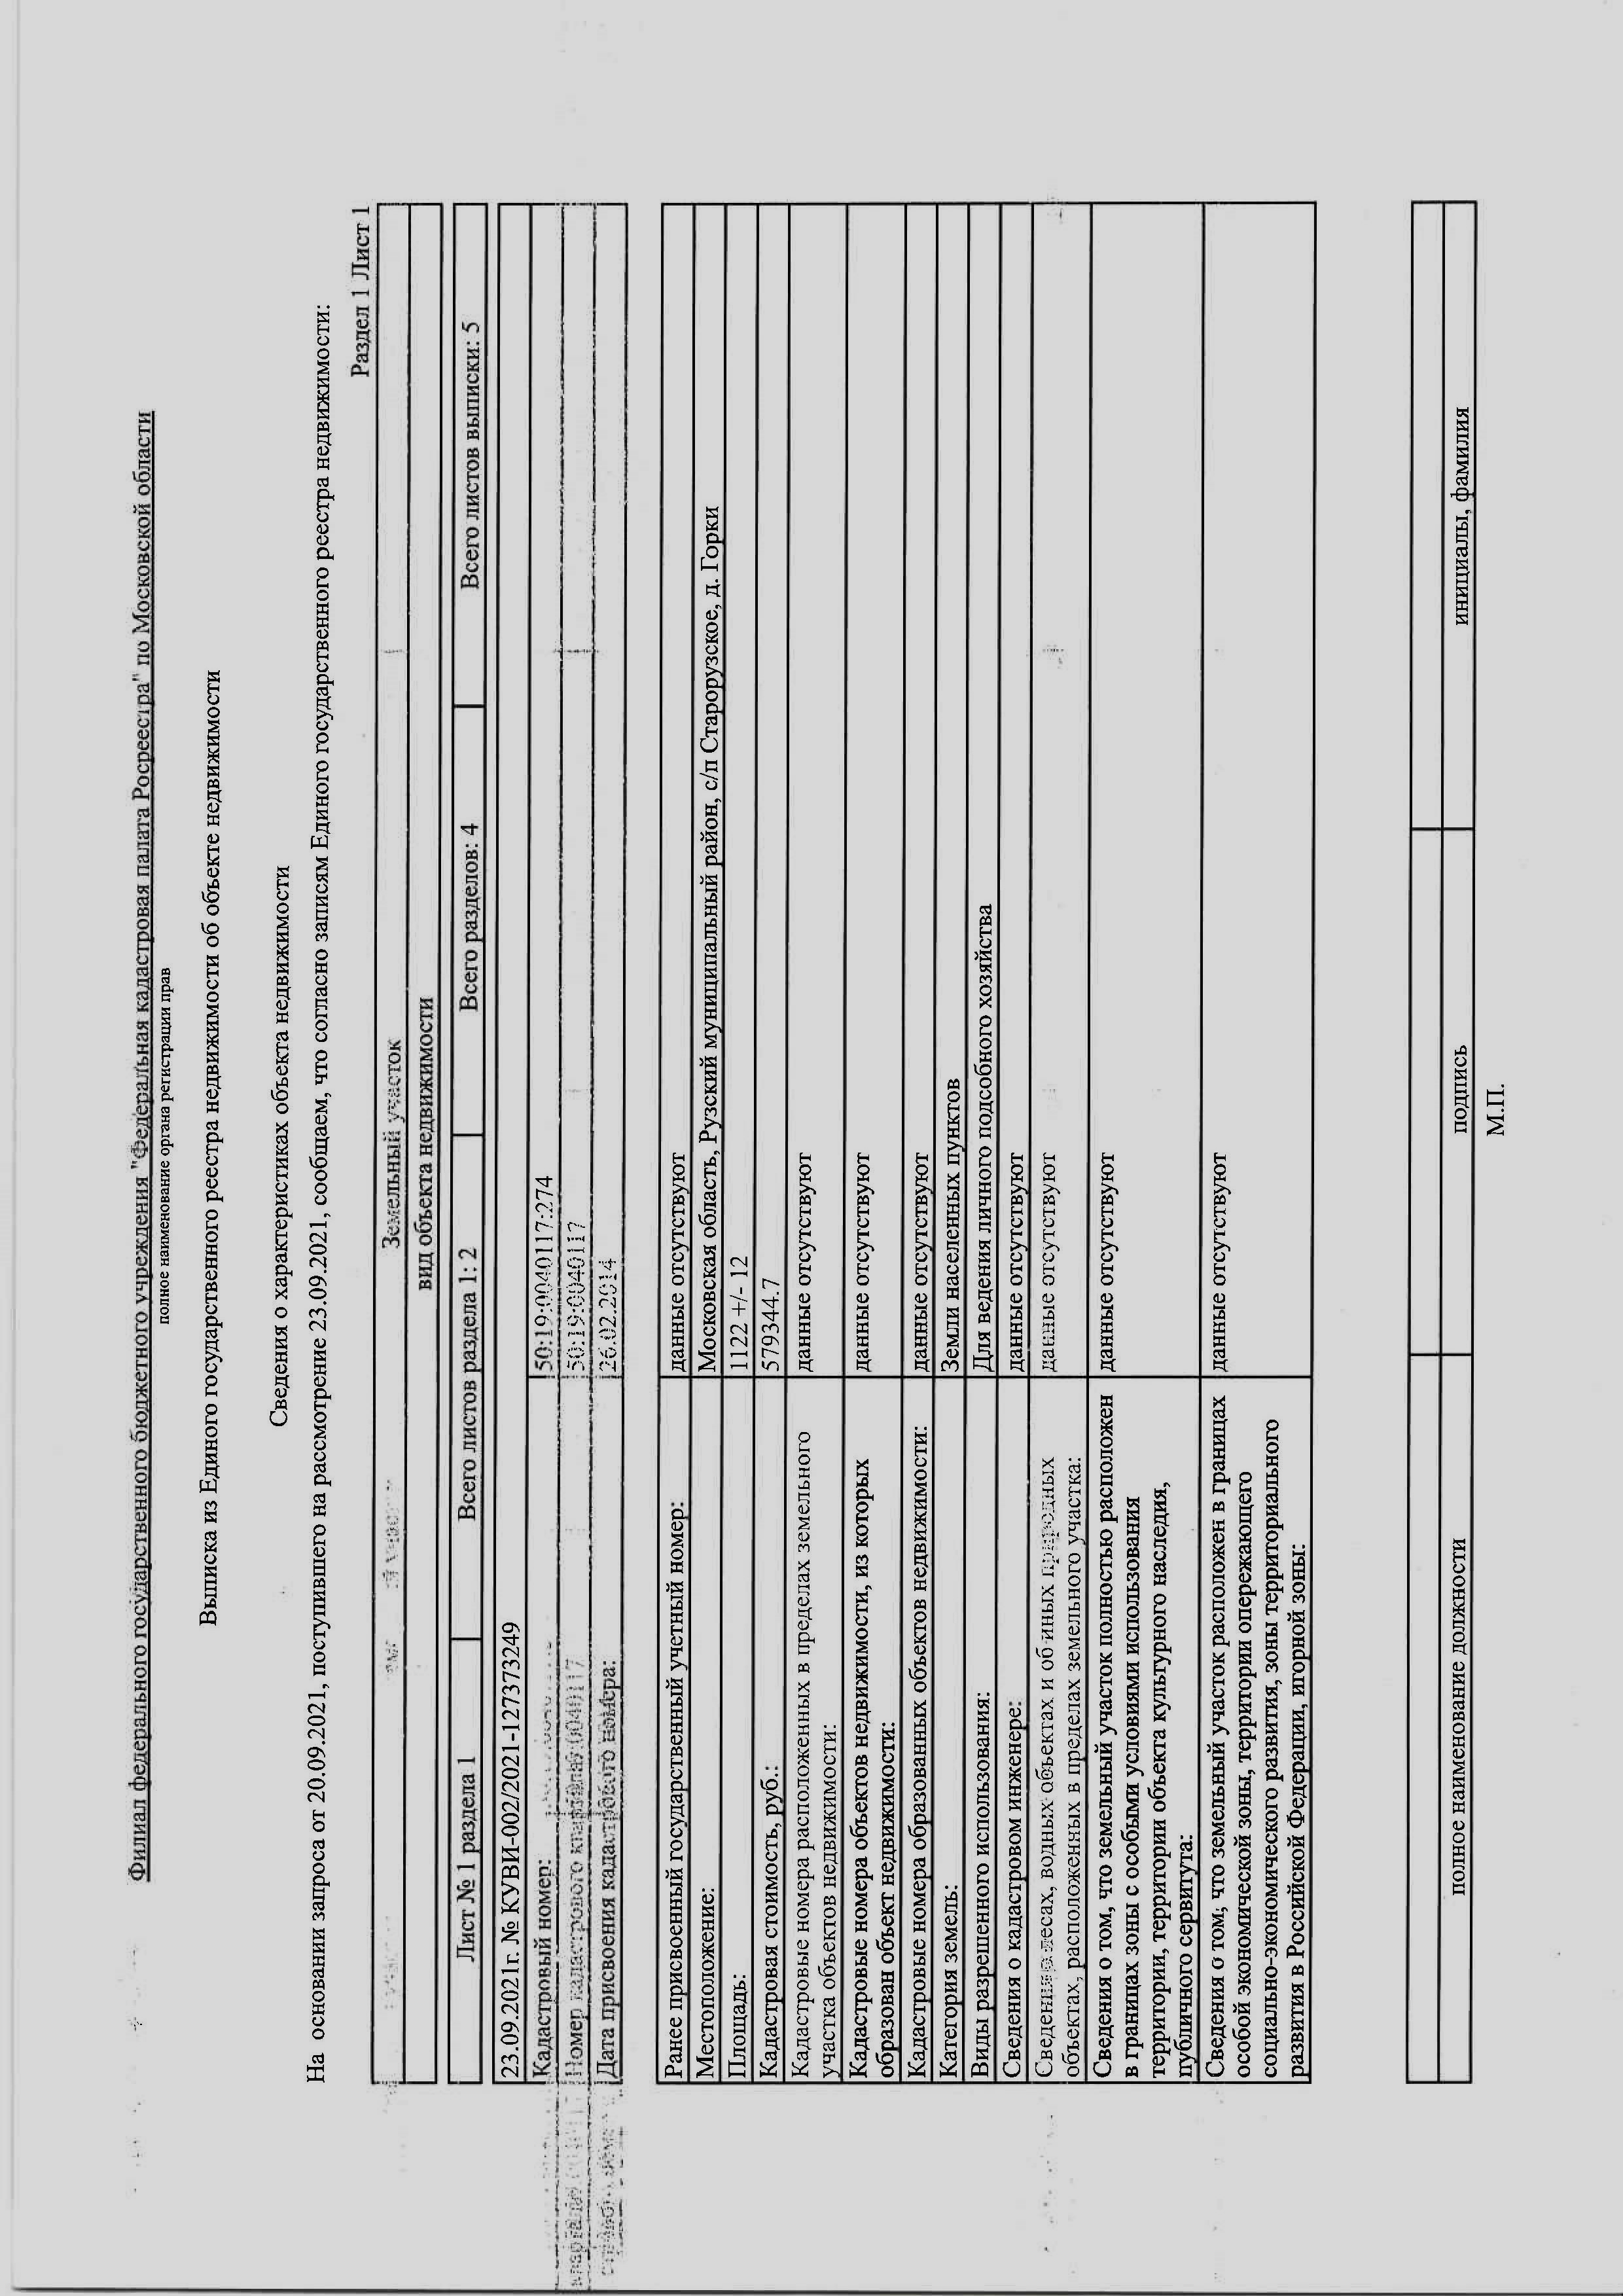 Филиал федерального государственного бюджетного учреждения "Федеральная кадастровая палата Росреестра" по Московской области
полное наименование органа регистрации прав
Выписка из Единого государственного реестра недвижимости об объекте недвижимости
Сведения о характеристиках объекта недвижимости
На основании запроса от 20.09.2021, поступившего на рассмотрение 23.09.2021, сообщаем, что согласно записям Единого государственного реестра недвижимости:
Раздел 1 Лист 1
Земельный участок
вид объекта недвижимости
Лист № 1 раздела 1 Всего листов раздела 1: 2 Всего разделов: 4 Всего листов выписки: 5
23.09.2021г. № КУВИ-002/2021-127373249
Кадастровый номер: 50:19:0040117:274
Номер кадастрового квартала: 50:19:0040117
Дата присвоения кадастрового номера: 26.02.2014
Ранее присвоенный государственный учетный номер: данные отсутствуют
Местоположение: Московская область, Рузский муниципальный район, с/п Старорузское, д. Горки
Площадь: 1122 +/- 12
Кадастровая стоимость, руб.: 579344.7
Кадастровые номера расположенных в пределах земельного данные отсутствуют
участка объектов недвижимости:
Кадастровые номера объектов недвижимости, из которых данные отсутствуют
образован объект недвижимости:
Кадастровые номера образованных объектов недвижимости: данные отсутствуют
Категория земель: Земли населенных пунктов
Виды разрешенного использования: Для ведения личного подсобного хозяйства
Сведения о кадастровом инженере: данные отсутствуют
Сведения о лесах, водных объектах и об иных природных данные отсутствуют
объектах, расположенных в пределах земельного участка:
Сведения о том, что земельный участок полностью расположен данные отсутствуют
в границах зоны с особыми условиями использования
территории, территории объекта культурного наследия,
публичного сервитута:
Сведения о том, что земельный участок расположен в границах данные отсутствуют
особой экономической зоны, территории опережающего
социально-экономического развития, зоны территориального
развития в Российской Федерации, игорной зоны:
полное наименование должности подпись инициалы, фамилия
М.П.